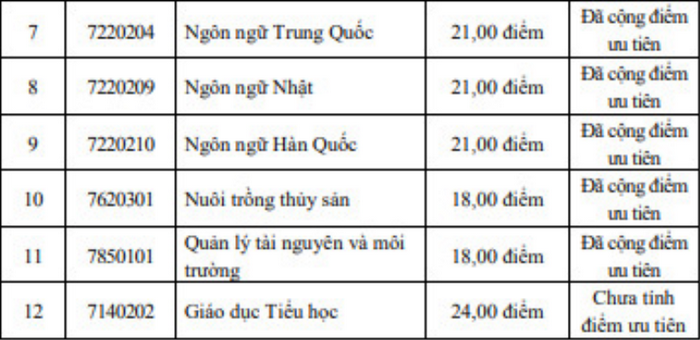 7 7220204 Ngôn ngữ Trung Quốc 21,00 điểm Đã cộng điểm
ưu tiên
8 7220209 Ngôn ngữ Nhật 21,00 điểm Đã cộng điểm
ưu tiên
9 7220210 Ngôn ngữ Hàn Quốc 21,00 điểm Đã cộng điểm
ưu tiên
10 7620301 Nuôi trồng thủy sản 18,00 điểm Đã cộng điểm
ưu tiên
11 7850101 Quản lý tài nguyên và môi
trường 18,00 điểm Đã cộng điểm
ưu tiên
12 7140202 Giáo dục Tiểu học 24,00 điểm Chưa tính
điểm ưu tiên